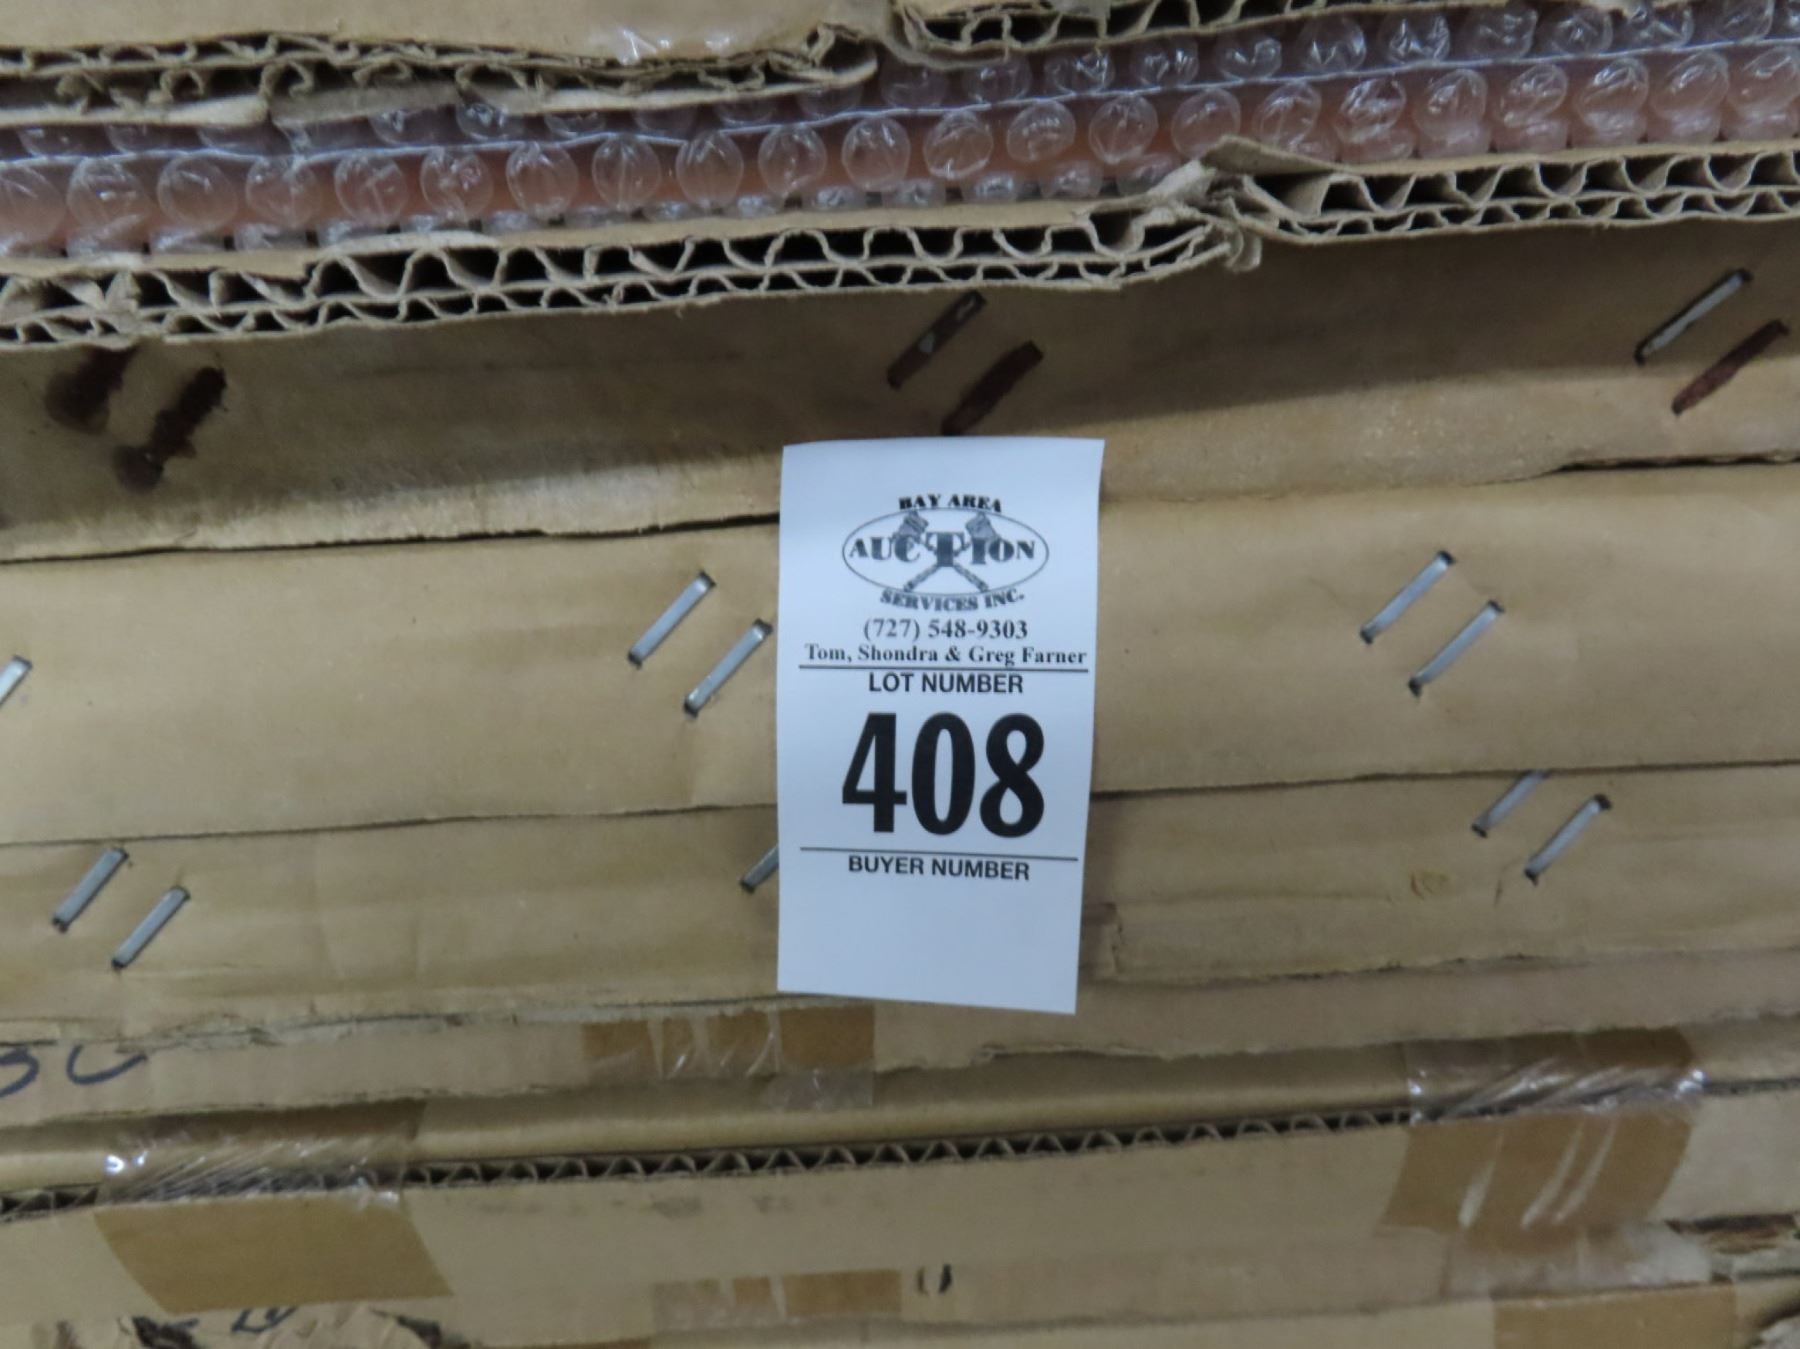 BAY AREA
AUCTION
SERVICES INC.
(727) 548-9303
Tom, Shondra & Greg Farner
LOT NUMBER
408
BUYER NUMBER